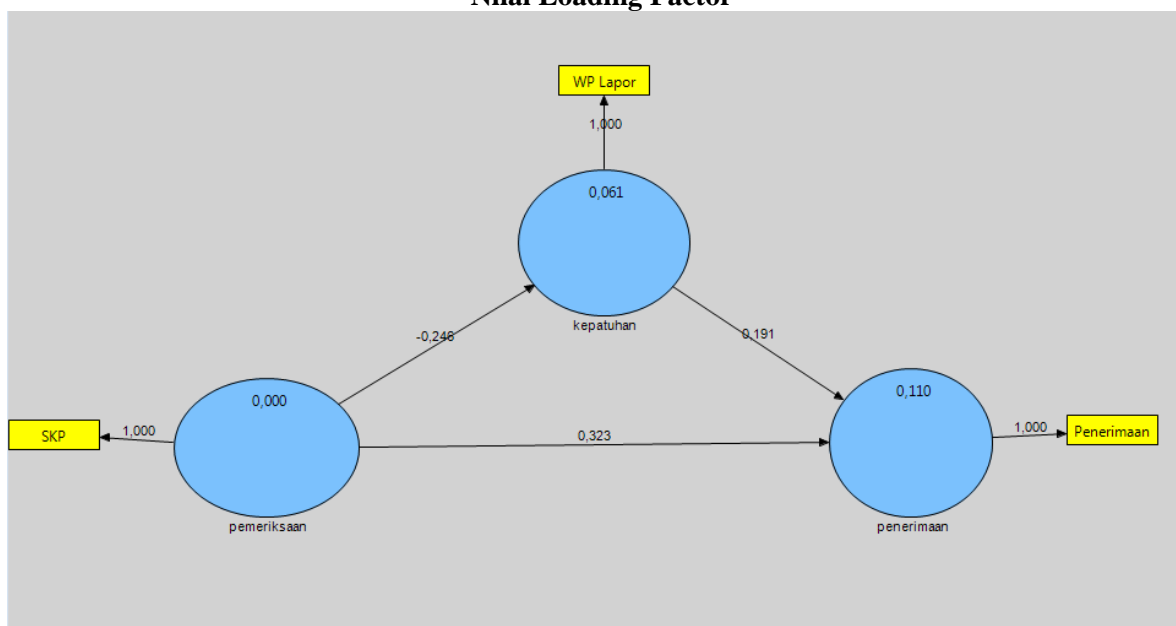 Nilai Loading Factor
WP Lapor
1,000
0,061
kepatuhan
-0,246
0,191
0,000
0,110
SKP
1,000
0,323
1,000
Penerimaan
pemeriksaan
penerimaan